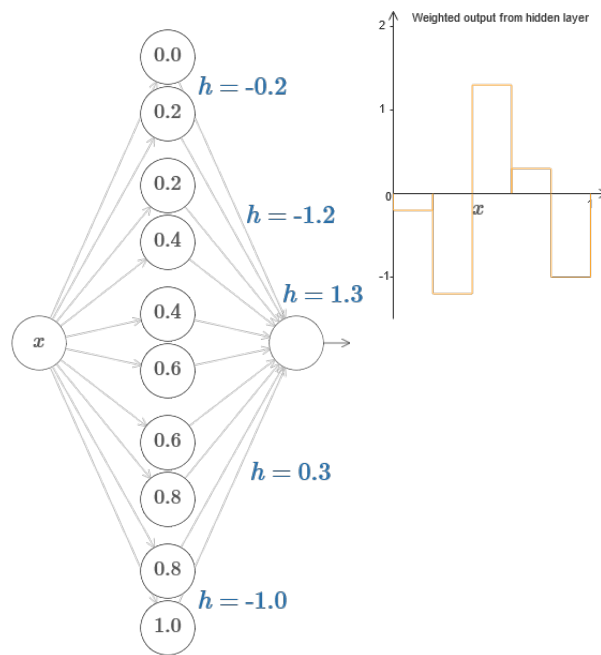 0.0
h = -0.2
0.2
0.2
h = -1.2
0.4
h = 1.3
0.4
x
0.6
0.6
h = 0.3
0.8
0.8
h = -1.0
1.0
Weighted output from hidden layer
2
1
0
x
1
-1